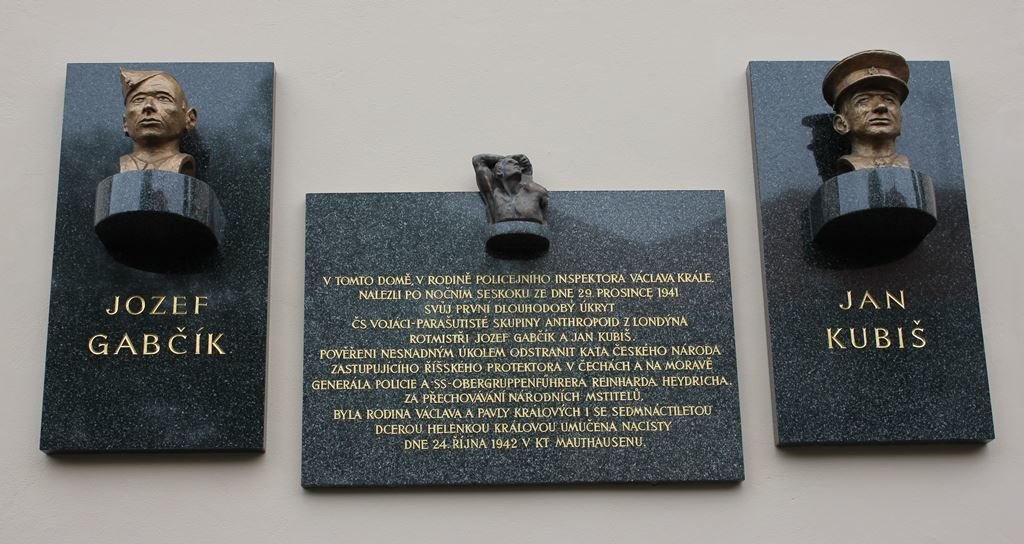 JOZEF
GABČÍK
V TOMTO DOMĚ, V RODINĚ POLICEJNÍHO INSPEKTORA VÁCLAVA KRÁLE,
NALEZLI PO NOČNÍM SESKOKU ZE DNE 29. PROSINCE 1941
SVŮJ PRVNÍ DLOUHODOBÝ ÚKRYT
ČS VOJÁCI-PARAŠUTISTÉ SKUPINY ANTHROPOID Z LONDÝNA
ROTMISTŘI JOZEF GABČÍK A JAN KUBIŠ.
POVĚŘENI NESNADNÝM ÚKOLEM ODSTRANIT KATA ČESKÉHO NÁRODA
ZASTUPUJÍCÍHO ŘÍŠSKÉHO PROTEKTORA V ČECHÁCH A NA MORAVĚ
GENERÁLA POLICIE A SS-OBERGRUPPENFÜHRERA REINHARDA HEYDRICHA.
ZA PŘECHOVÁVÁNÍ NÁRODNÍCH MSTITELŮ,
BYLA RODINA VÁCLAVA A PAVLY KRÁLOVÝCH I SE SEDMNÁCTILETOU
DCEROU HELENKOU KRÁLOVOU UMUČENA NACISTY
DNE 24. ŘÍJNA 1942 V KT MAUTHAUSENU.
JAN
KUBIŠ